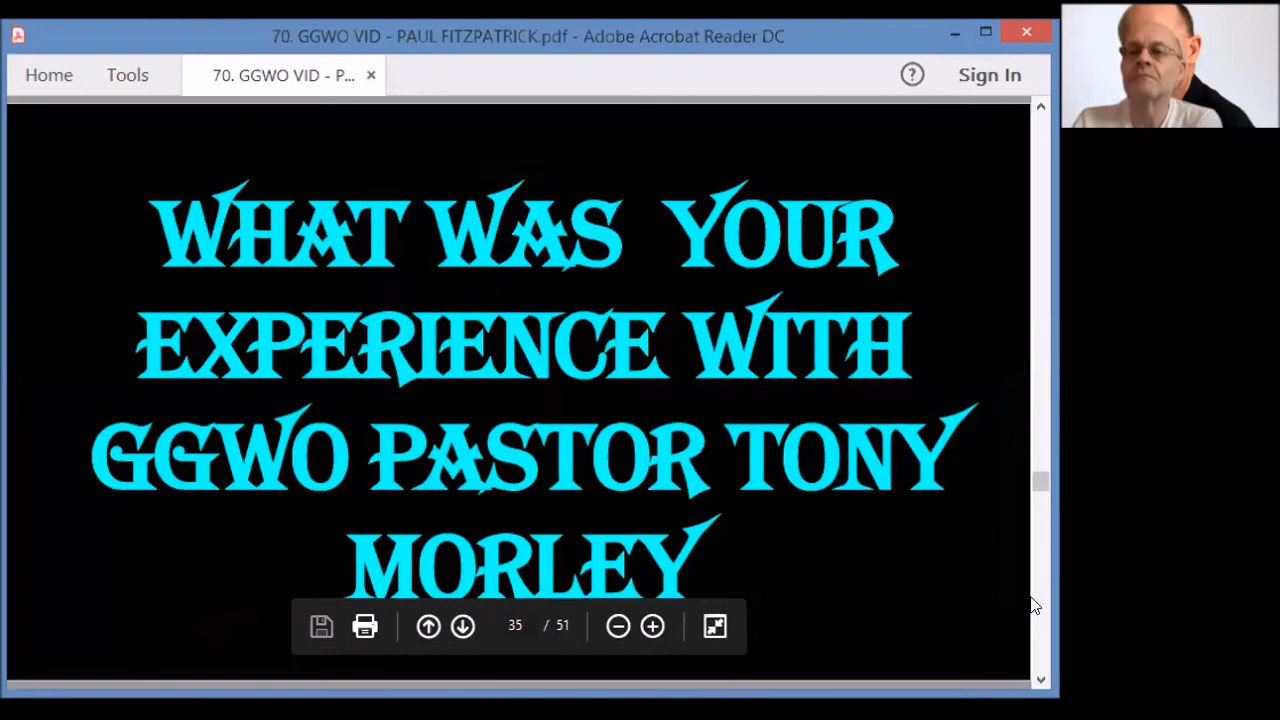 70. GGWO VID - PAUL FITZPATRICK.pdf - Adobe Acrobat Reader DC
Home Tools 70. GGWO VID - P... × ? Sign In
WHAT WAS YOUR
EXPERIENCE WITH
GGWO PASTOR TONY
MORLEY
35 / 51